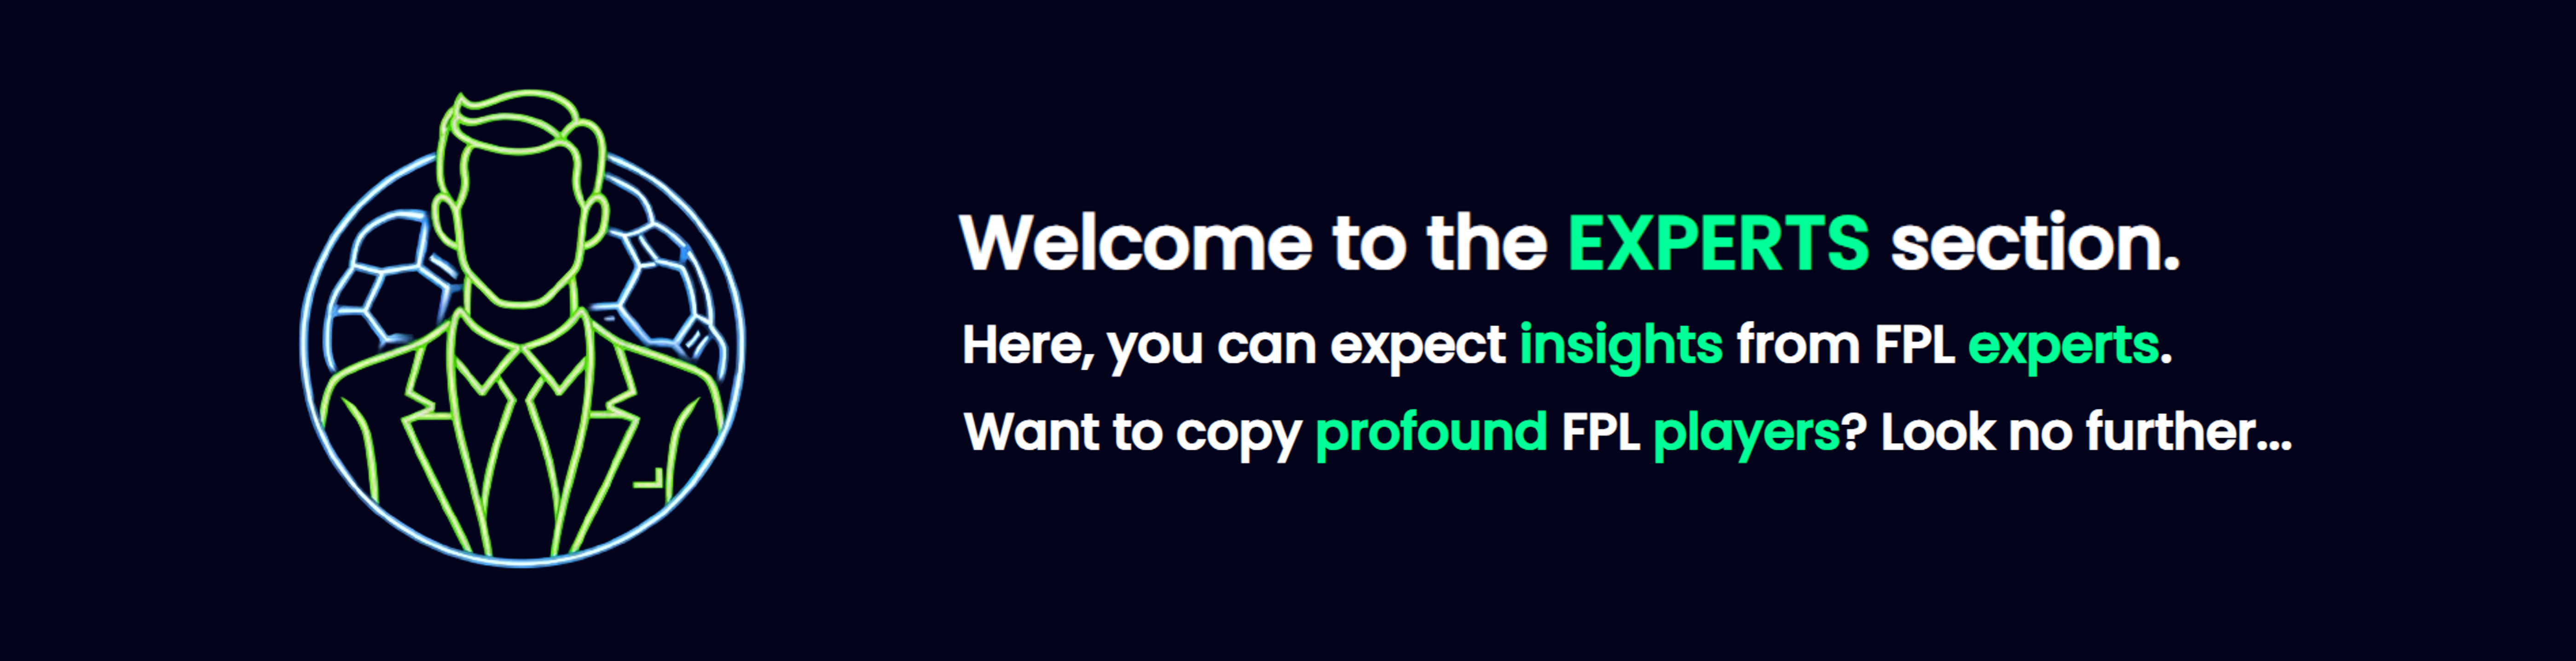 Welcome to the EXPERTS section.
Here, you can expect insights from FPL experts.
Want to copy profound FPL players? Look no further...